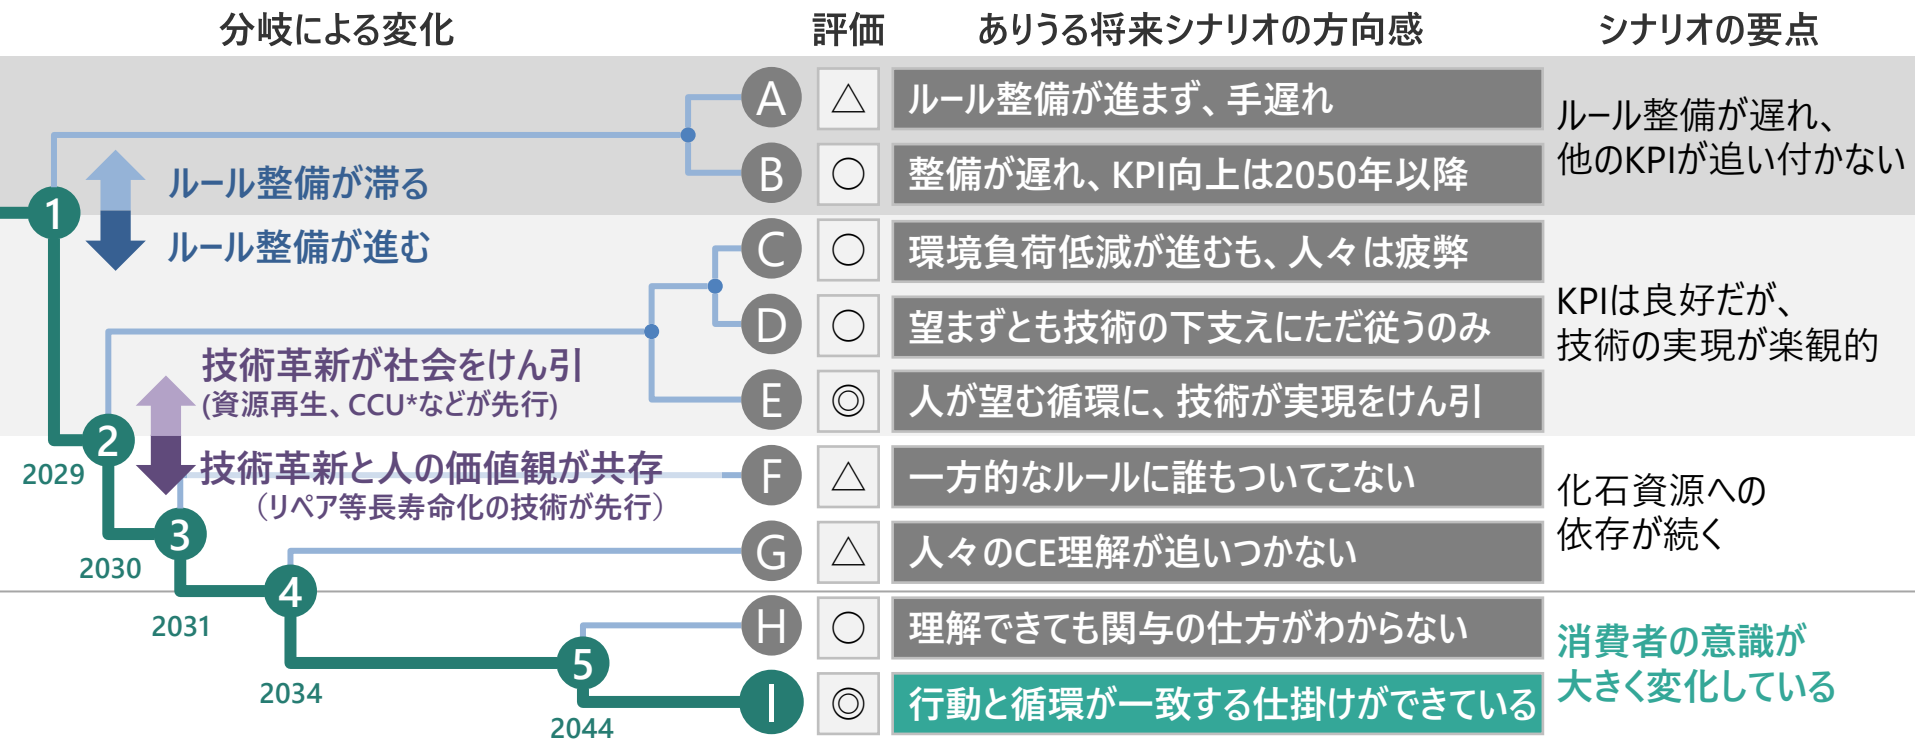 分岐による変化
評価
ありうる将来シナリオの方向感
シナリオの要点
A
△
ルール整備が進まず、手遅れ
B
○
整備が遅れ、KPI向上は2050年以降
ルール整備が遅れ、
他のKPIが追い付かない
ルール整備が滞る
1
ルール整備が進む
C
○
環境負荷低減が進むも、人々は疲弊
D
○
望まずとも技術の下支えにただ従うのみ
E
◎
人が望む循環に、技術が実現をけん引
KPIは良好だが、
技術の実現が楽観的
技術革新が社会をけん引
(資源再生、CCU*などが先行)
2
2029
技術革新と人の価値観が共存
（リペア等長寿命化の技術が先行）
F
△
一方的なルールに誰もついてこない
3
2030
G
△
人々のCE理解が追いつかない
化石資源への
依存が続く
4
2031
H
○
理解できても関与の仕方がわからない
5
2034
I
◎
行動と循環が一致する仕掛けができている
消費者の意識が
大きく変化している
2044